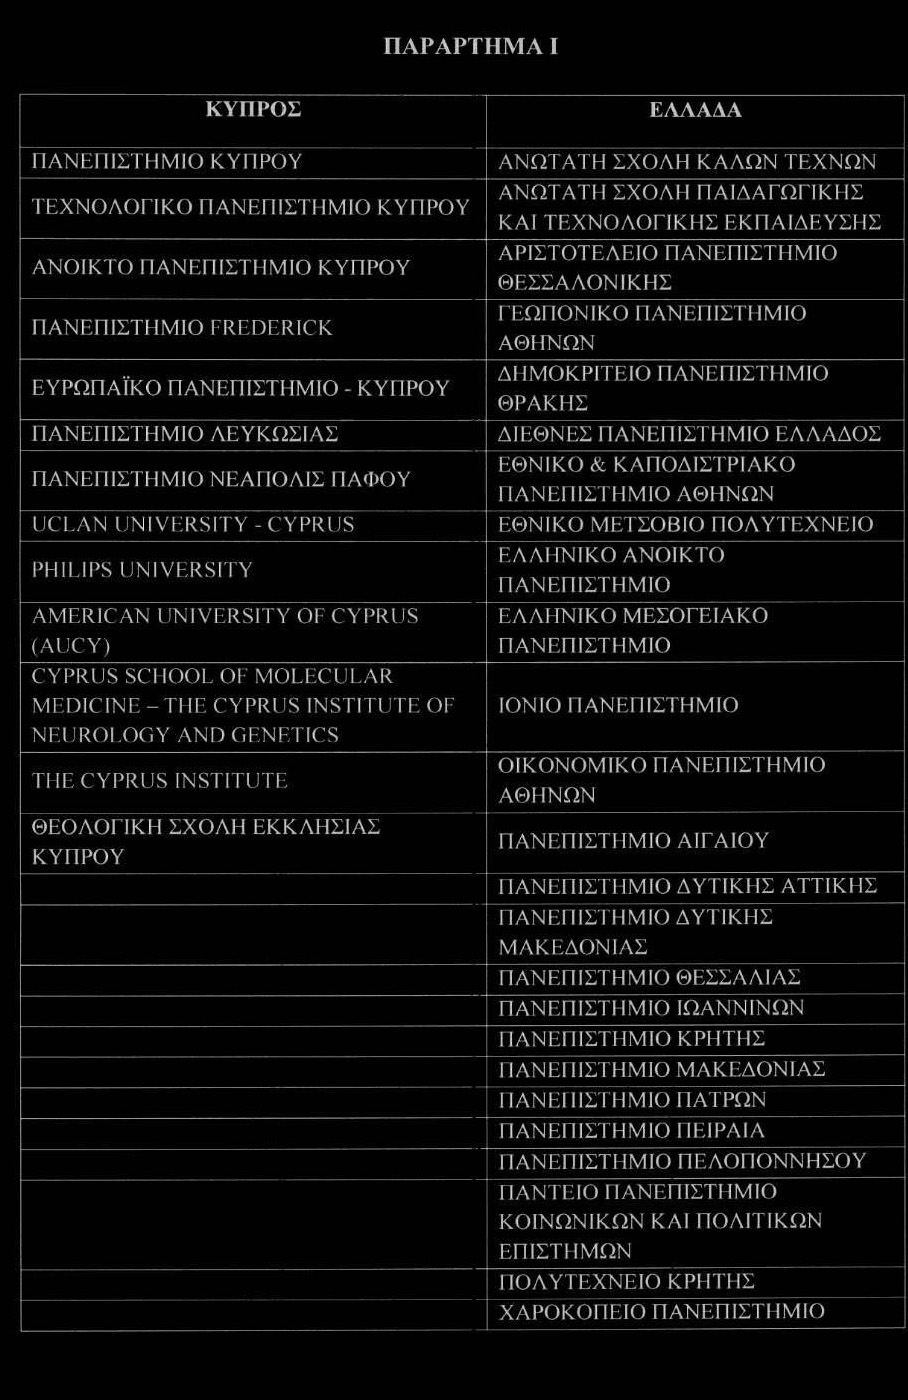 ΠΑΡΑΡΤΗΜΑ Ι
ΚΥΠΡΟΣ
ΕΛΛΑΔΑ
ΠΑΝΕΠΙΣΤΗΜΙΟ ΚΥΠΡΟΥ
ΑΝΩΤΑΤΗ ΣΧΟΛΗ ΚΑΛΩΝ ΤΕΧΝΩΝ
ΤΕΧΝΟΛΟΓΙΚΟ ΠΑΝΕΠΙΣΤΗΜΙΟ ΚΥΠΡΟΥ
ΑΝΩΤΑΤΗ ΣΧΟΛΗ ΠΑΙΔΑΓΩΓΙΚΗΣ
ΚΑΙ ΤΕΧΝΟΛΟΓΙΚΗΣ ΕΚΠΑΙΔΕΥΣΗΣ
ΑΝΟΙΚΤΟ ΠΑΝΕΠΙΣΤΗΜΙΟ ΚΥΠΡΟΥ
ΑΡΙΣΤΟΤΕΛΕΙΟ ΠΑΝΕΠΙΣΤΗΜΙΟ
ΘΕΣΣΑΛΟΝΙΚΗΣ
ΠΑΝΕΠΙΣΤΗΜΙΟ FREDERICK
ΓΕΩΠΟΝΙΚΟ ΠΑΝΕΠΙΣΤΗΜΙΟ
ΑΘΗΝΩΝ
ΕΥΡΩΠΑΪΚΟ ΠΑΝΕΠΙΣΤΗΜΙΟ - ΚΥΠΡΟΥ
ΔΗΜΟΚΡΙΤΕΙΟ ΠΑΝΕΠΙΣΤΗΜΙΟ
ΘΡΑΚΗΣ
ΠΑΝΕΠΙΣΤΗΜΙΟ ΛΕΥΚΩΣΙΑΣ
ΔΙΕΘΝΕΣ ΠΑΝΕΠΙΣΤΗΜΙΟ ΕΛΛΑΔΟΣ
ΠΑΝΕΠΙΣΤΗΜΙΟ ΝΕΑΠΟΛΙΣ ΠΑΦΟΥ
ΕΘΝΙΚΟ & ΚΑΠΟΔΙΣΤΡΙΑΚΟ
ΠΑΝΕΠΙΣΤΗΜΙΟ ΑΘΗΝΩΝ
UCLAN UNIVERSITY - CYPRUS
ΕΘΝΙΚΟ ΜΕΤΣΟΒΙΟ ΠΟΛΥΤΕΧΝΕΙΟ
PHILIPS UNIVERSITY
ΕΛΛΗΝΙΚΟ ΑΝΟΙΚΤΟ
ΠΑΝΕΠΙΣΤΗΜΙΟ
AMERICAN UNIVERSITY OF CYPRUS
(AUCY)
ΕΛΛΗΝΙΚΟ ΜΕΣΟΓΕΙΑΚΟ
ΠΑΝΕΠΙΣΤΗΜΙΟ
CYPRUS SCHOOL OF MOLECULAR
MEDICINE – THE CYPRUS INSTITUTE OF
NEUROLOGY AND GENETICS
ΙΟΝΙΟ ΠΑΝΕΠΙΣΤΗΜΙΟ
THE CYPRUS INSTITUTE
ΟΙΚΟΝΟΜΙΚΟ ΠΑΝΕΠΙΣΤΗΜΙΟ
ΑΘΗΝΩΝ
ΘΕΟΛΟΓΙΚΗ ΣΧΟΛΗ ΕΚΚΛΗΣΙΑΣ
ΚΥΠΡΟΥ
ΠΑΝΕΠΙΣΤΗΜΙΟ ΑΙΓΑΙΟΥ
ΠΑΝΕΠΙΣΤΗΜΙΟ ΔΥΤΙΚΗΣ ΑΤΤΙΚΗΣ
ΠΑΝΕΠΙΣΤΗΜΙΟ ΔΥΤΙΚΗΣ
ΜΑΚΕΔΟΝΙΑΣ
ΠΑΝΕΠΙΣΤΗΜΙΟ ΘΕΣΣΑΛΙΑΣ
ΠΑΝΕΠΙΣΤΗΜΙΟ ΙΩΑΝΝΙΝΩΝ
ΠΑΝΕΠΙΣΤΗΜΙΟ ΚΡΗΤΗΣ
ΠΑΝΕΠΙΣΤΗΜΙΟ ΜΑΚΕΔΟΝΙΑΣ
ΠΑΝΕΠΙΣΤΗΜΙΟ ΠΑΤΡΩΝ
ΠΑΝΕΠΙΣΤΗΜΙΟ ΠΕΙΡΑΙΑ
ΠΑΝΕΠΙΣΤΗΜΙΟ ΠΕΛΟΠΟΝΝΗΣΟΥ
ΠΑΝΤΕΙΟ ΠΑΝΕΠΙΣΤΗΜΙΟ
ΚΟΙΝΩΝΙΚΩΝ ΚΑΙ ΠΟΛΙΤΙΚΩΝ
ΕΠΙΣΤΗΜΩΝ
ΠΟΛΥΤΕΧΝΕΙΟ ΚΡΗΤΗΣ
ΧΑΡΟΚΟΠΕΙΟ ΠΑΝΕΠΙΣΤΗΜΙΟ